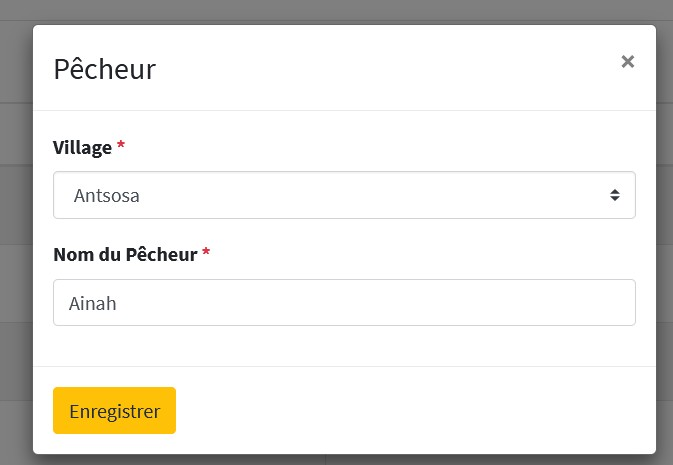 Pêcheur
×
Village *
Antsosa
Nom du Pêcheur *
Ainah
Enregistrer